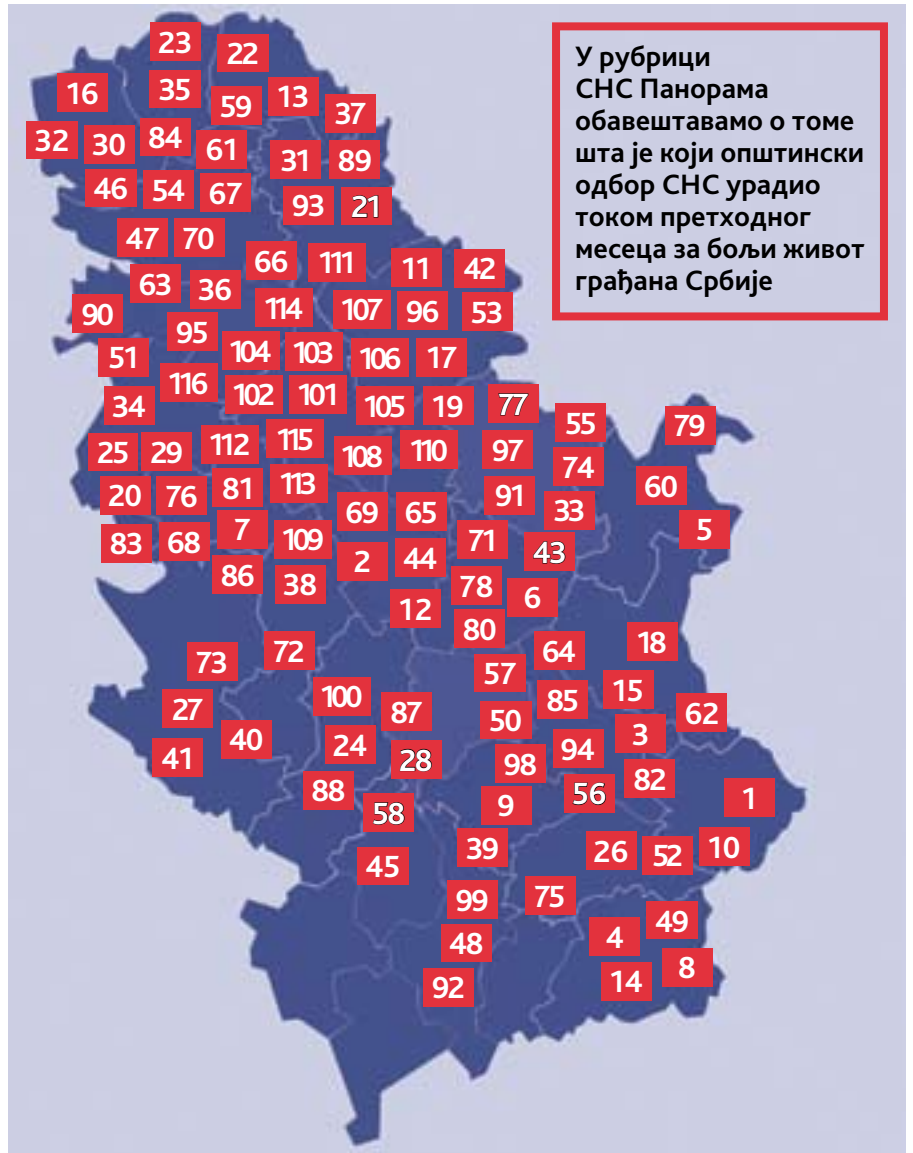 У рубрици
СНС Панорама
обавештавамо о томе
шта је који општински
одбор СНС урадио
током претходног
месеца за бољи живот
грађана Србије
23 22
16 35 59 13 37
32 30 84 61 31 89
46 54 67 93 21
47 70 66 111 11 42
63 36 114 107 96 53
90 95 104 103 106 17
51 116 102 101 105 19 77
34 112 115 108 110 97 55 79
25 29 81 113 74 60
20 76 7 69 65 91 33 5
83 68 109 2 44 71 43
86 38 12 78 6
80
73 72 57 64 18
27 100 87 50 85 15 62
41 40 24 28 98 94 3
88 58 9 56 82 1
45 39 26 52 10
99 75 49
48 4 8
92 14